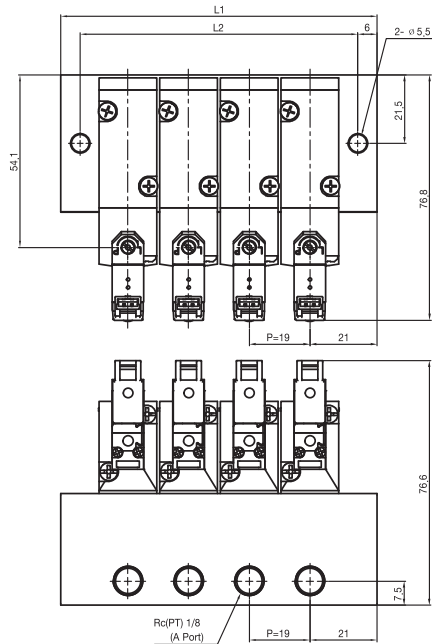 L1
L2
6
2- ø 5,5
21,5
54,1
76,8
P=19
21
76,6
7,5
Rc(PT) 1/8
(A Port)
P=19
21